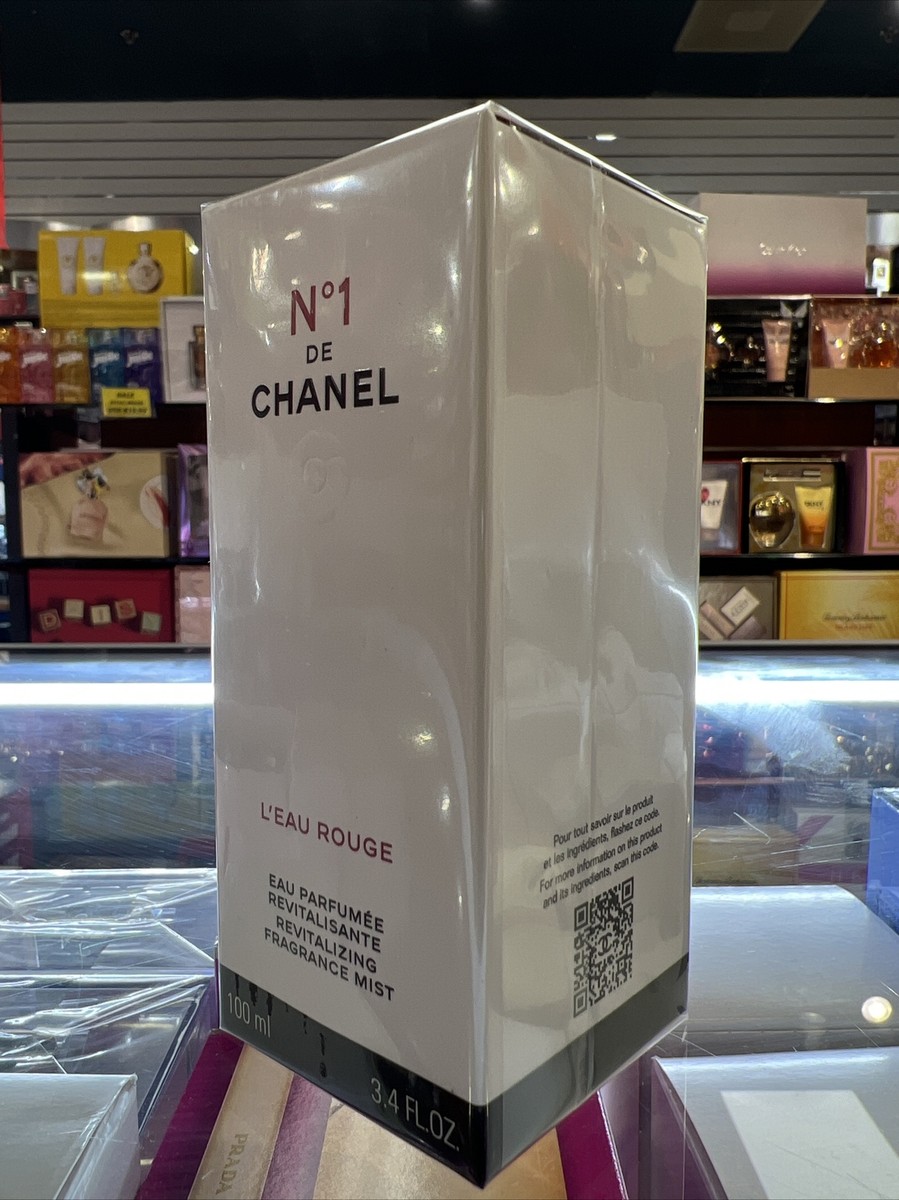 N°1
DE
CHANEL
L'EAU ROUGE
EAU PARFUMÉE
REVITALISANTE
REVITALIZING
FRAGRANCE MIST
100 ml
3.4 FL.OZ.
Pour tout savoir sur le produit
et les ingrédients, flashez ce code.
For more information on this product
and its ingredients, scan this code.
PRADA